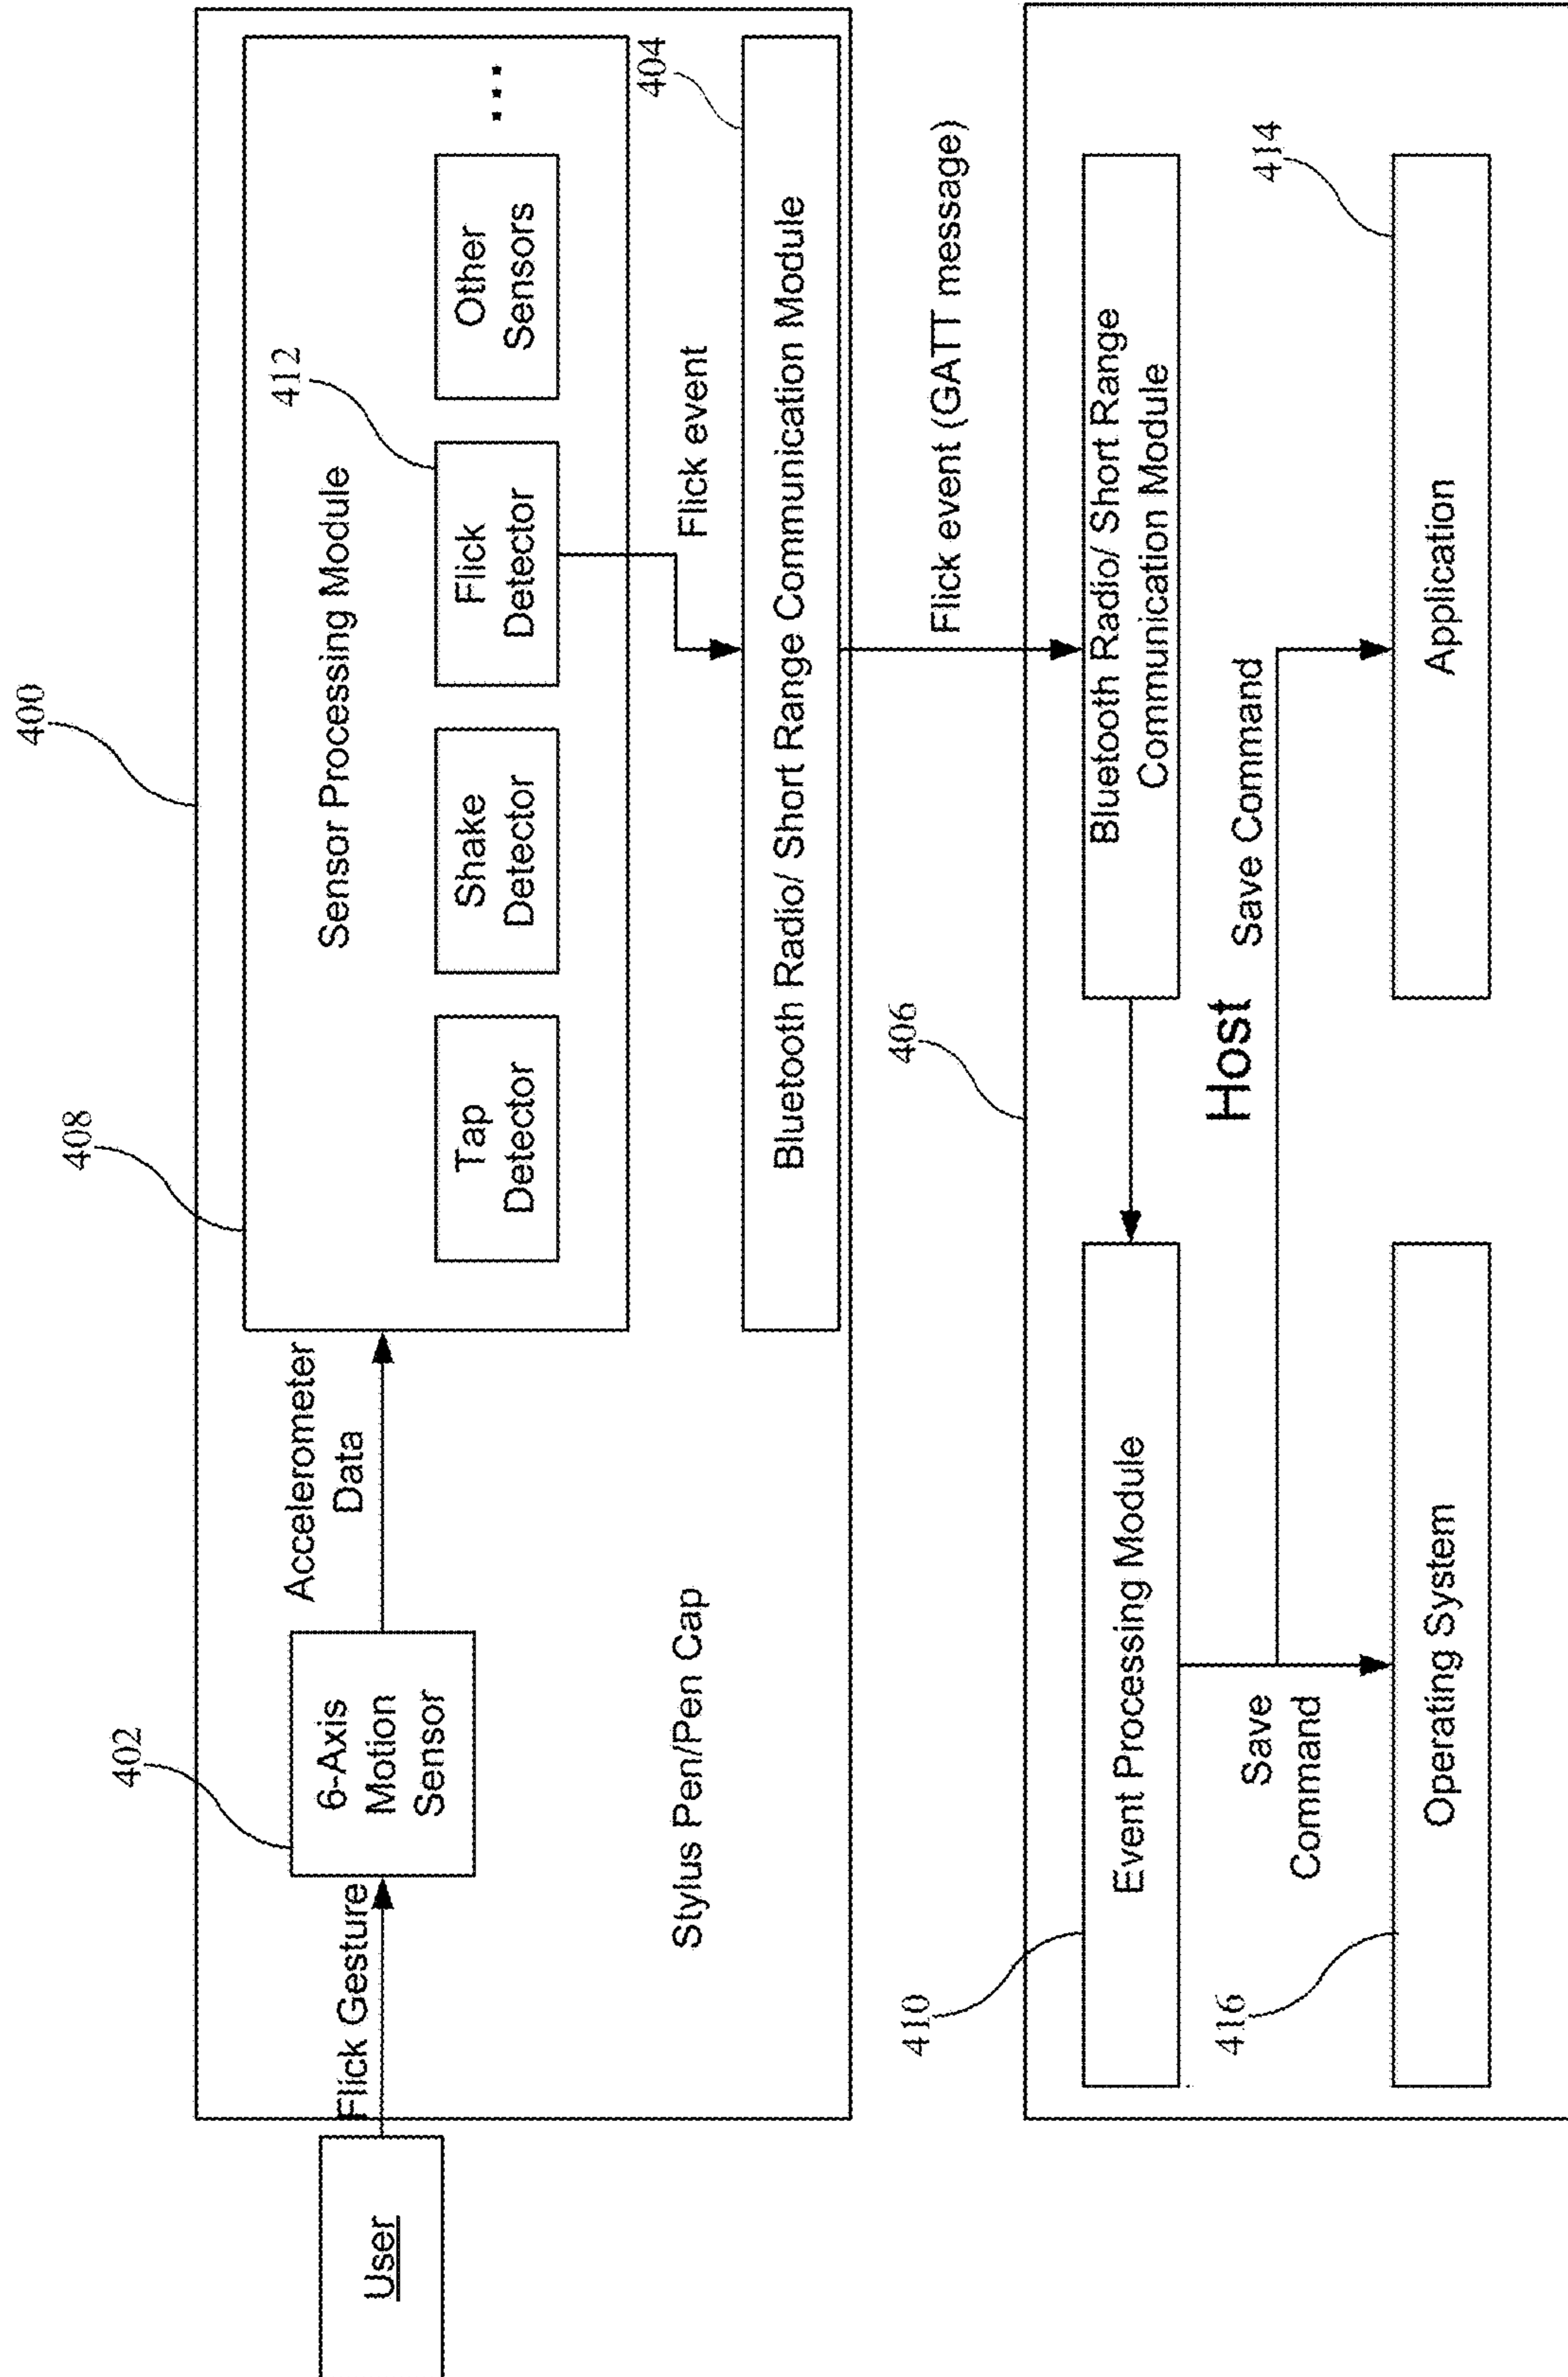 400
408
402
Sensor Processing Module
412
User
Flick Gesture
6-Axis
Motion
Sensor
Accelerometer
Data
Tap
Detector
Shake
Detector
Flick
Detector
Other
Sensors
...
Stylus Pen/Pen Cap
Flick event
404
Bluetooth Radio/ Short Range Communication Module
406
Flick event (GATT message)
410
Event Processing Module
Bluetooth Radio/ Short Range
Communication Module
Host
Save
Command
Save Command
416
414
Operating System
Application